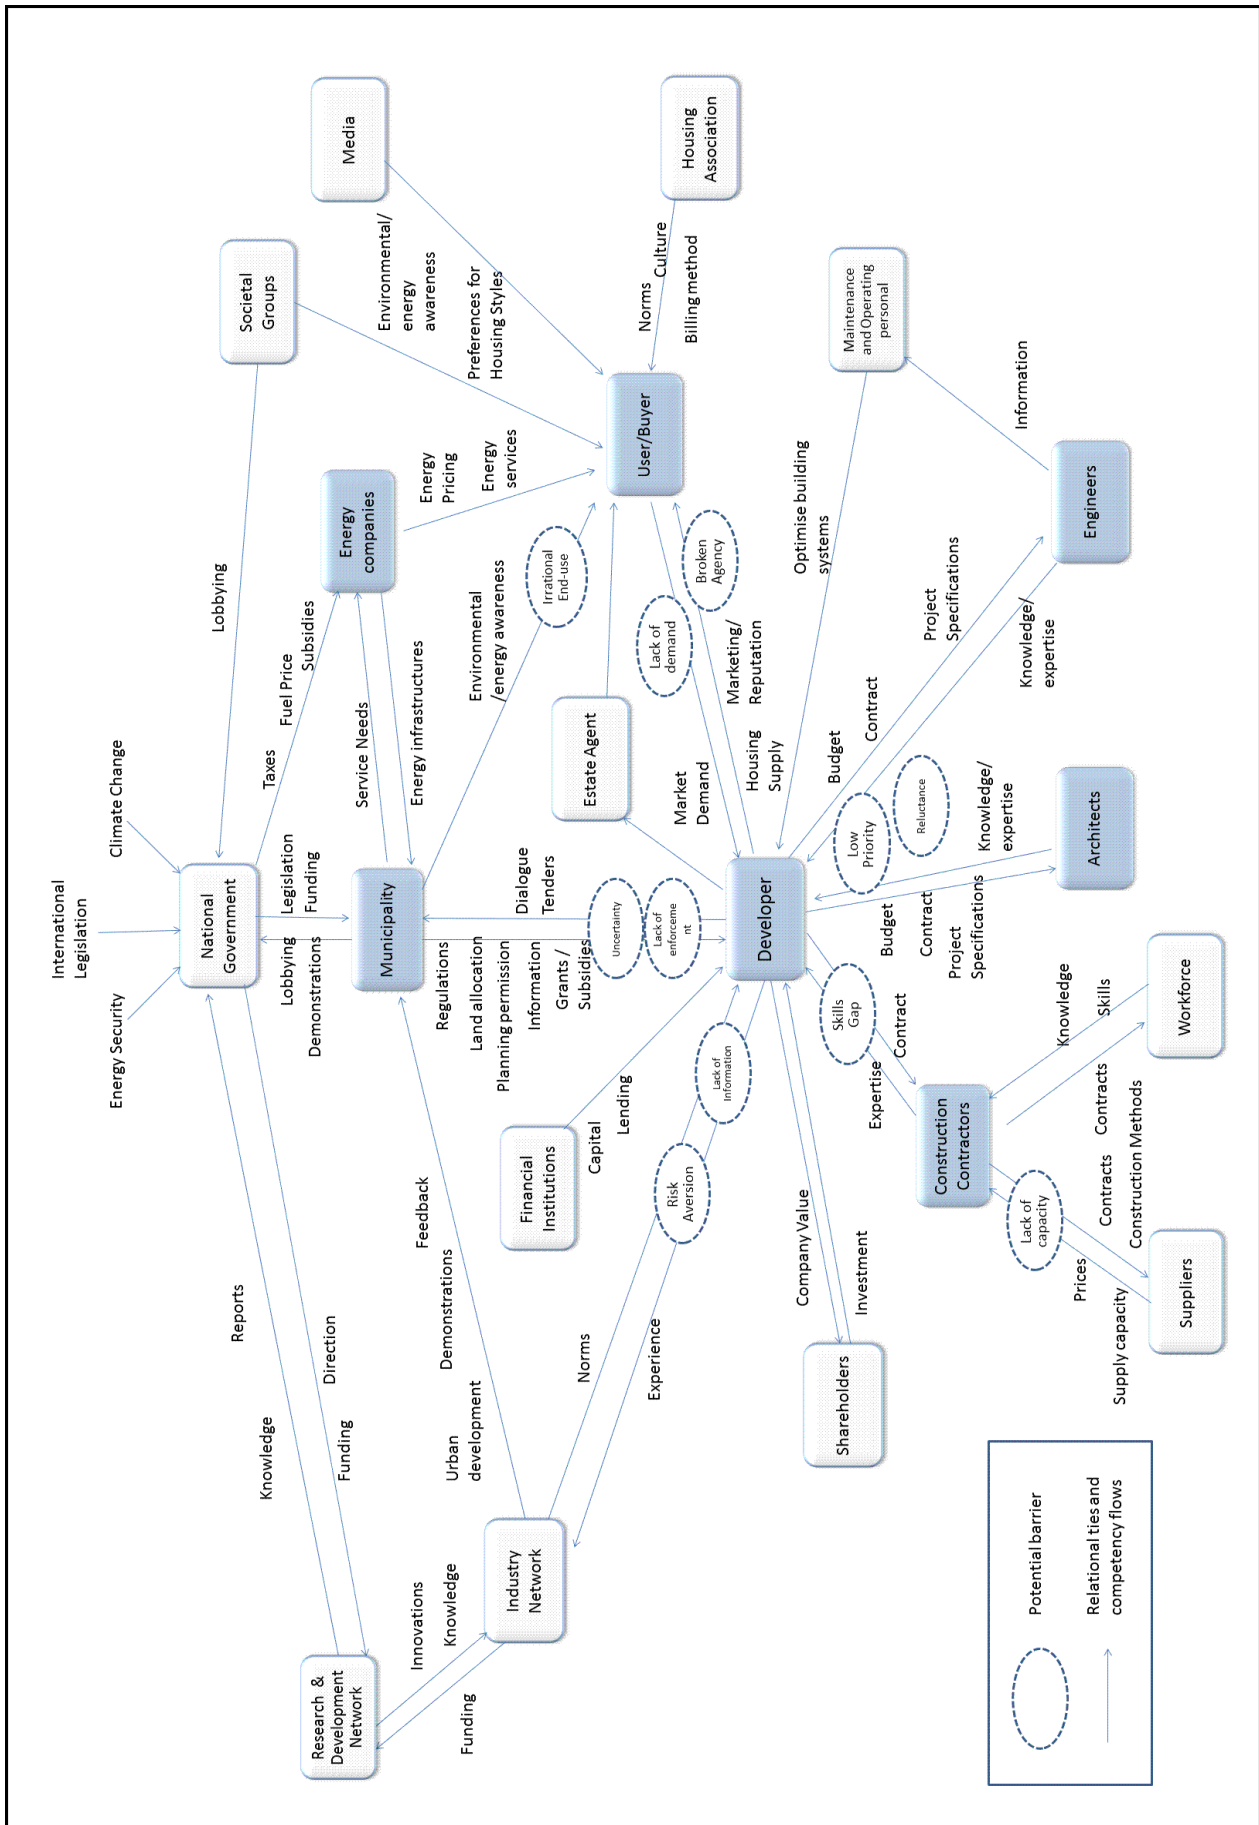 International
Legislation
Energy Security
Climate Change
National
Government
Lobbying
Societal
Groups
Media
Reports
Knowledge
Direction
Funding
Research &
Development
Network
Lobbying
Demonstrations
Legislation
Funding
Taxes
Fuel Price
Subsidies
Energy
companies
Municipality
Service Needs
Energy infrastructures
Environmental/
energy
awareness
Preferences for
Housing Styles
Energy
Pricing
Energy
services
Innovations
Knowledge
Funding
Industry
Network
Feedback
Demonstrations
Urban
development
Regulations
Land allocation
Planning permission
Information
Grants /
Subsidies
Dialogue
Tenders
Environmental
/energy awareness
Irrational
End-use
User/Buyer
Norms
Culture
Billing method
Housing
Association
Financial
Institutions
Capital
Lending
Uncertainty
Lack of
enforceme
nt
Estate Agent
Market
Demand
Lack of
demand
Broken
Agency
Marketing/
Reputation
Housing
Supply
Norms
Experience
Risk
Aversion
Lack of
Information
Developer
Company Value
Investment
Shareholders
Optimise building
systems
Maintenance
and Operating
personal
Information
Budget
Contract
Project
Specifications
Knowledge/
expertise
Engineers
Low
Priority
Reluctance
Budget
Contract
Project
Specifications
Knowledge/
expertise
Architects
Skills
Gap
Expertise
Contract
Construction
Contractors
Knowledge
Skills
Contracts
Workforce
Lack of
capacity
Prices
Supply capacity
Contracts
Construction Methods
Suppliers
Potential barrier
Relational ties and
competency flows